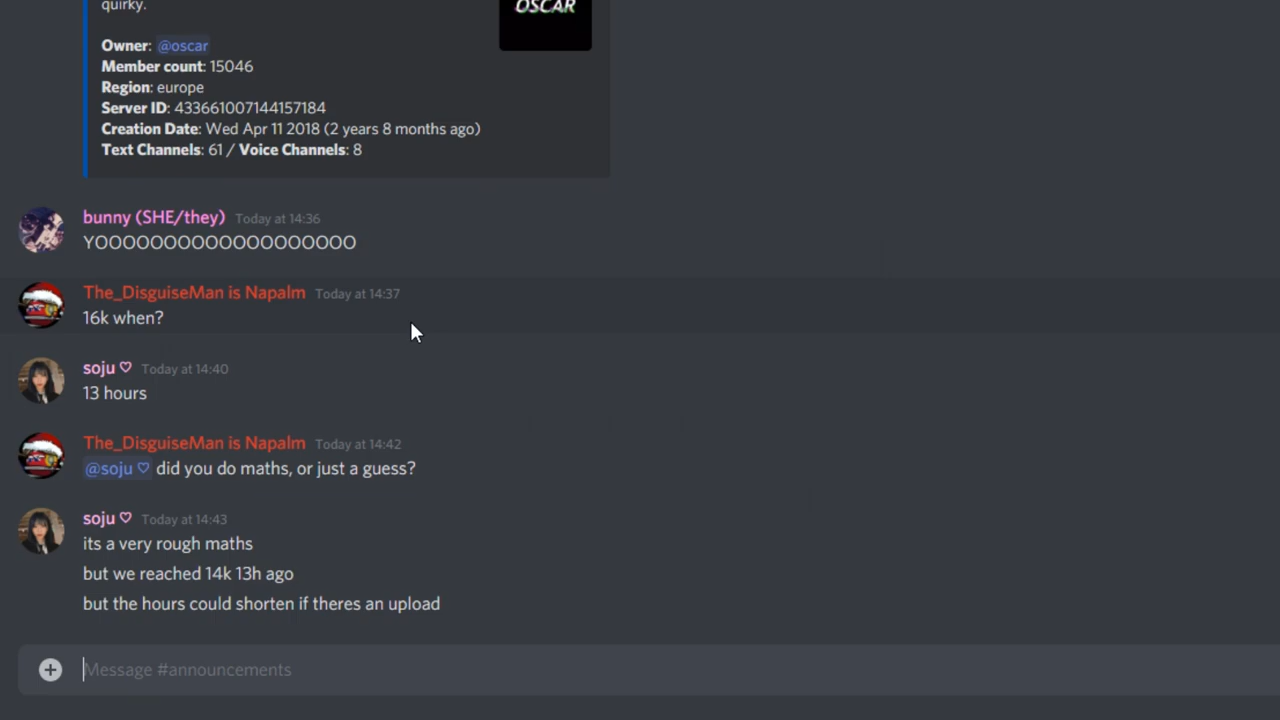 quirky.
OSCAR
Owner: @oscar
Member count: 15046
Region: europe
Server ID: 433661007144157184
Creation Date: Wed Apr 11 2018 (2 years 8 months ago)
Text Channels: 61 / Voice Channels: 8
bunny (SHE/they) Today at 14:36
YOOOOOOOOOOOOOOOOOOO
The_DisguiseMan is Napalm Today at 14:37
16k when?
soju ♡ Today at 14:40
13 hours
The_DisguiseMan is Napalm Today at 14:42
@soju ♡ did you do maths, or just a guess?
soju ♡ Today at 14:43
its a very rough maths
but we reached 14k 13h ago
but the hours could shorten if theres an upload
Message #announcements